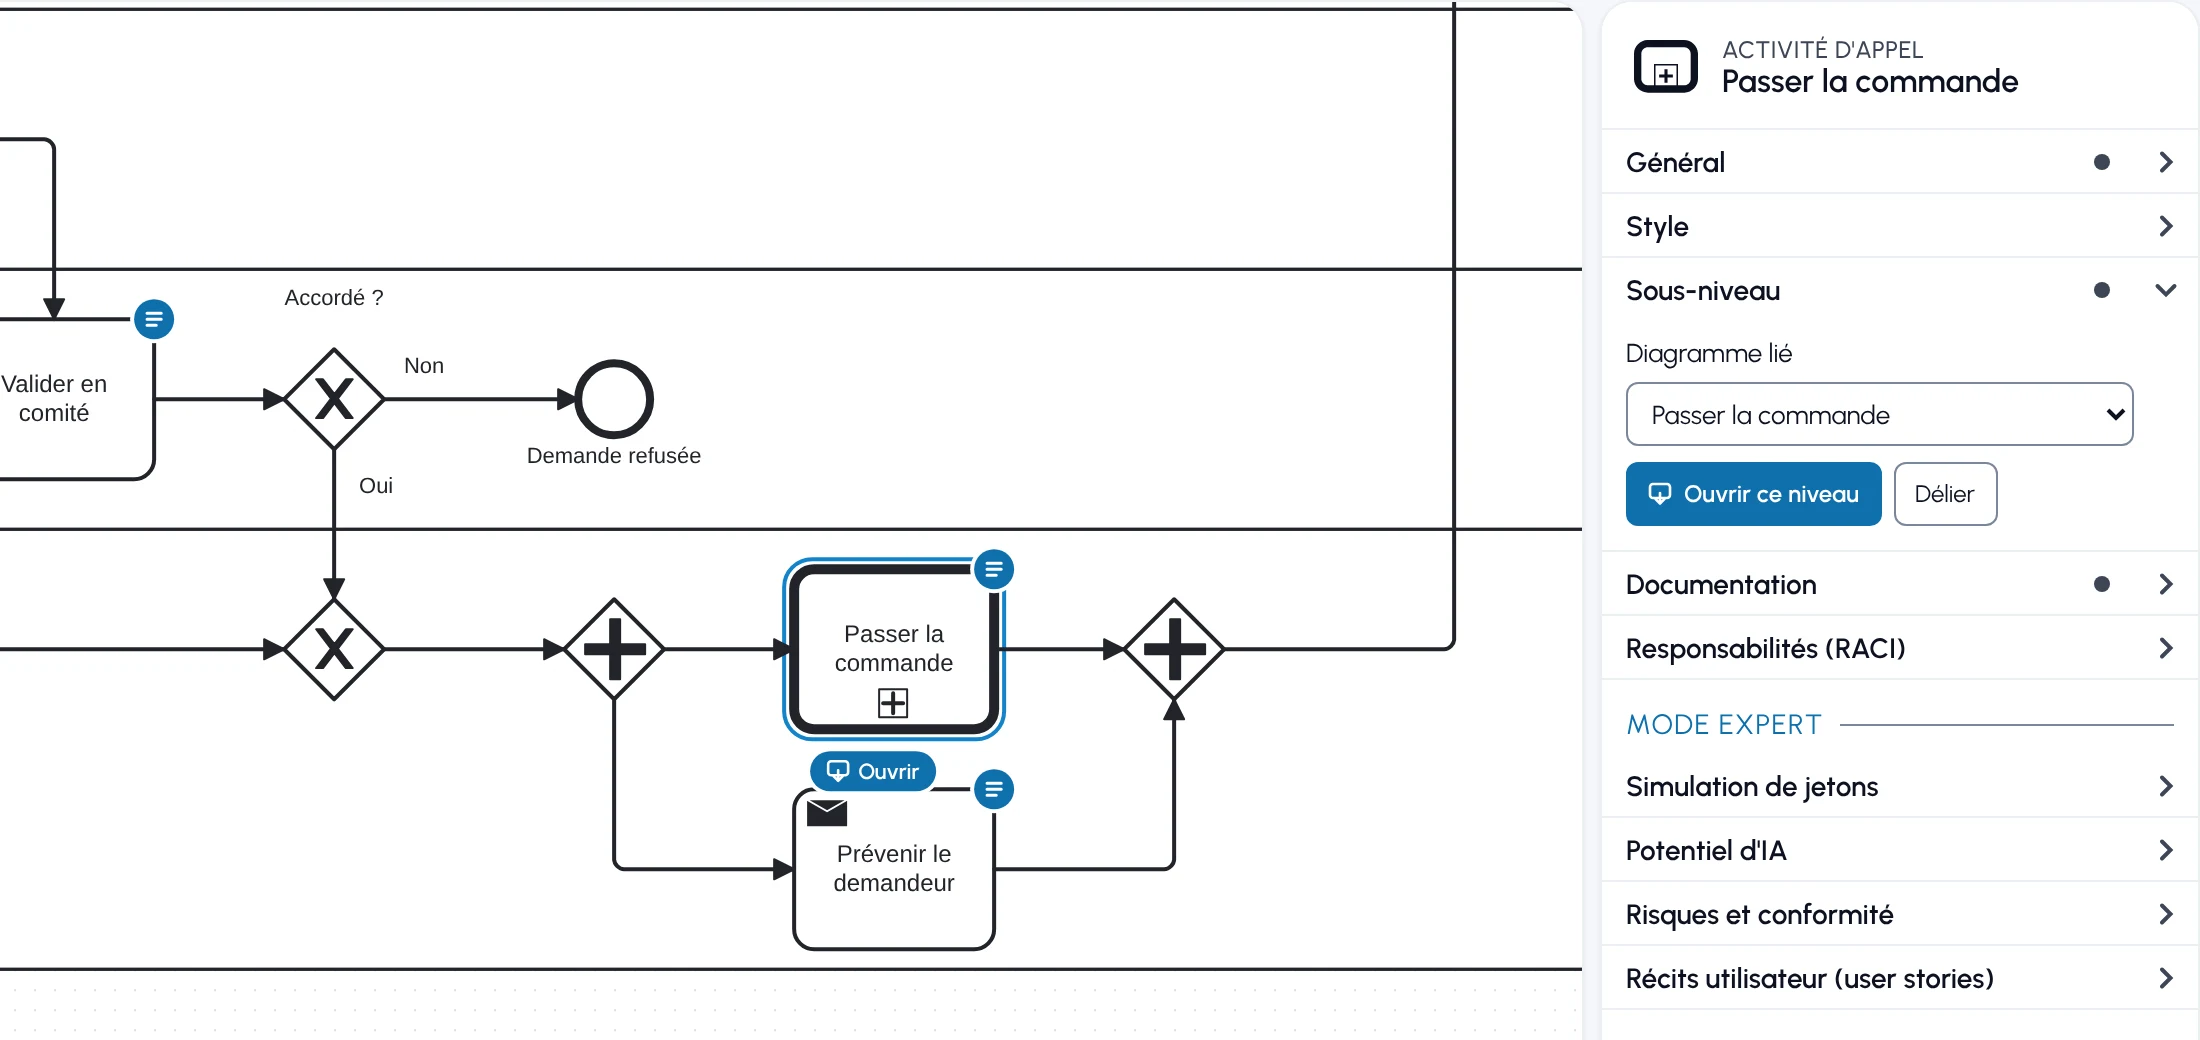 Accordé ?
Non
Valider en
comité
Demande refusée
Oui
Passer la
commande
Ouvrir
Prévenir le
demandeur
ACTIVITÉ D'APPEL
Passer la commande
Général
Style
Sous-niveau
Diagramme lié
Passer la commande
Ouvrir ce niveau
Délier
Documentation
Responsabilités (RACI)
MODE EXPERT
Simulation de jetons
Potentiel d'IA
Risques et conformité
Récits utilisateur (user stories)